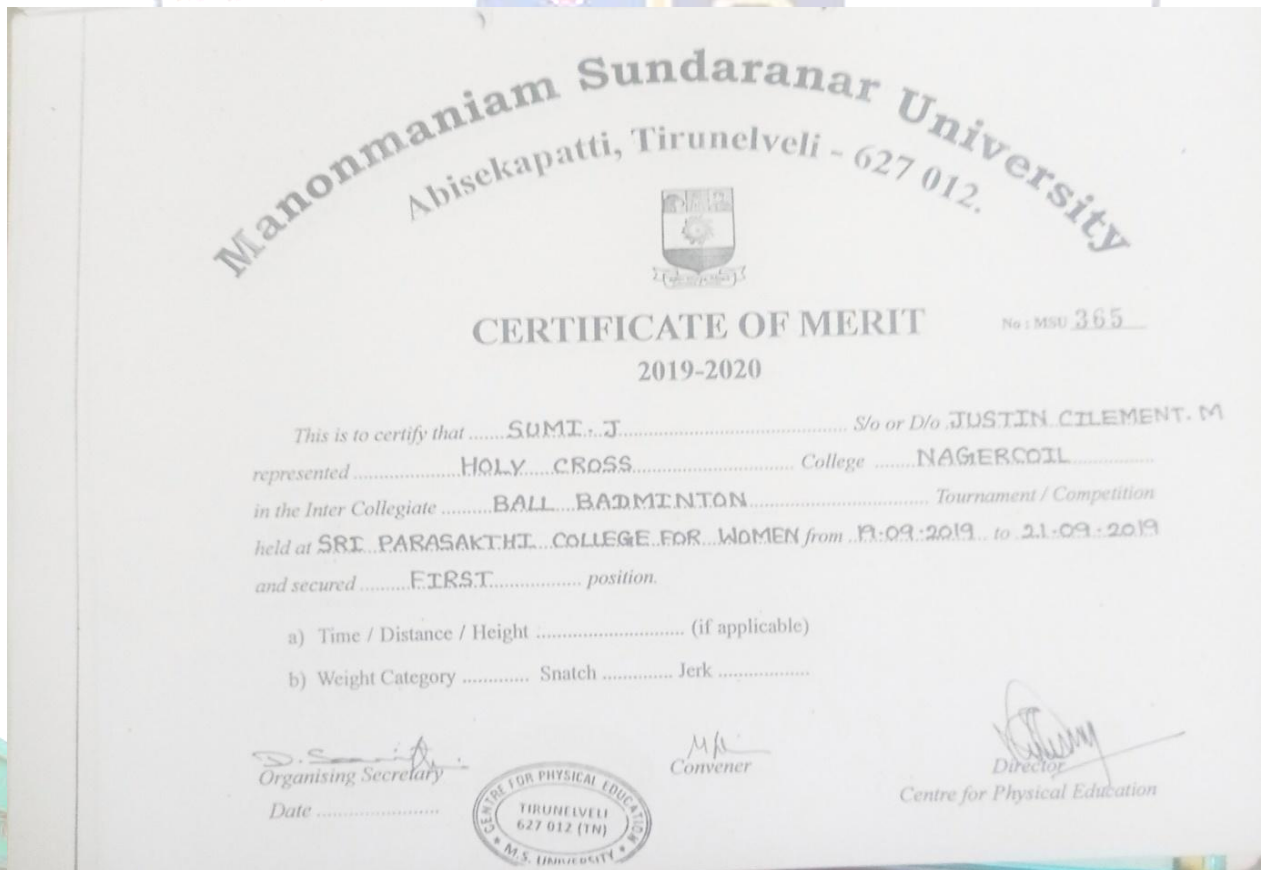 Manonmaniam Sundaranar University
Abisekapatti, Tirunelveli - 627 012.
CERTIFICATE OF MERIT
No : MSU 365
2019-2020
This is to certify that ...... SUMI. J ...... S/o or D/o JUSTIN CILEMENT. M
represented ...... HOLY CROSS ...... College ...... NAGERCOIL ......
in the Inter Collegiate ...... BALL BADMINTON ...... Tournament / Competition
held at SRI PARASAKTHI COLLEGE FOR WOMEN from 19-09-2019 to 21-09-2019
and secured ...... FIRST ...... position.
a) Time / Distance / Height ...... (if applicable)
b) Weight Category ...... Snatch ...... Jerk ......
Organising Secretary
Convener
Director
Centre for Physical Education
Date ......
CENTRE FOR PHYSICAL EDUCATION
TIRUNELVELI
627 012 (TN)
M.S. UNIVERSITY